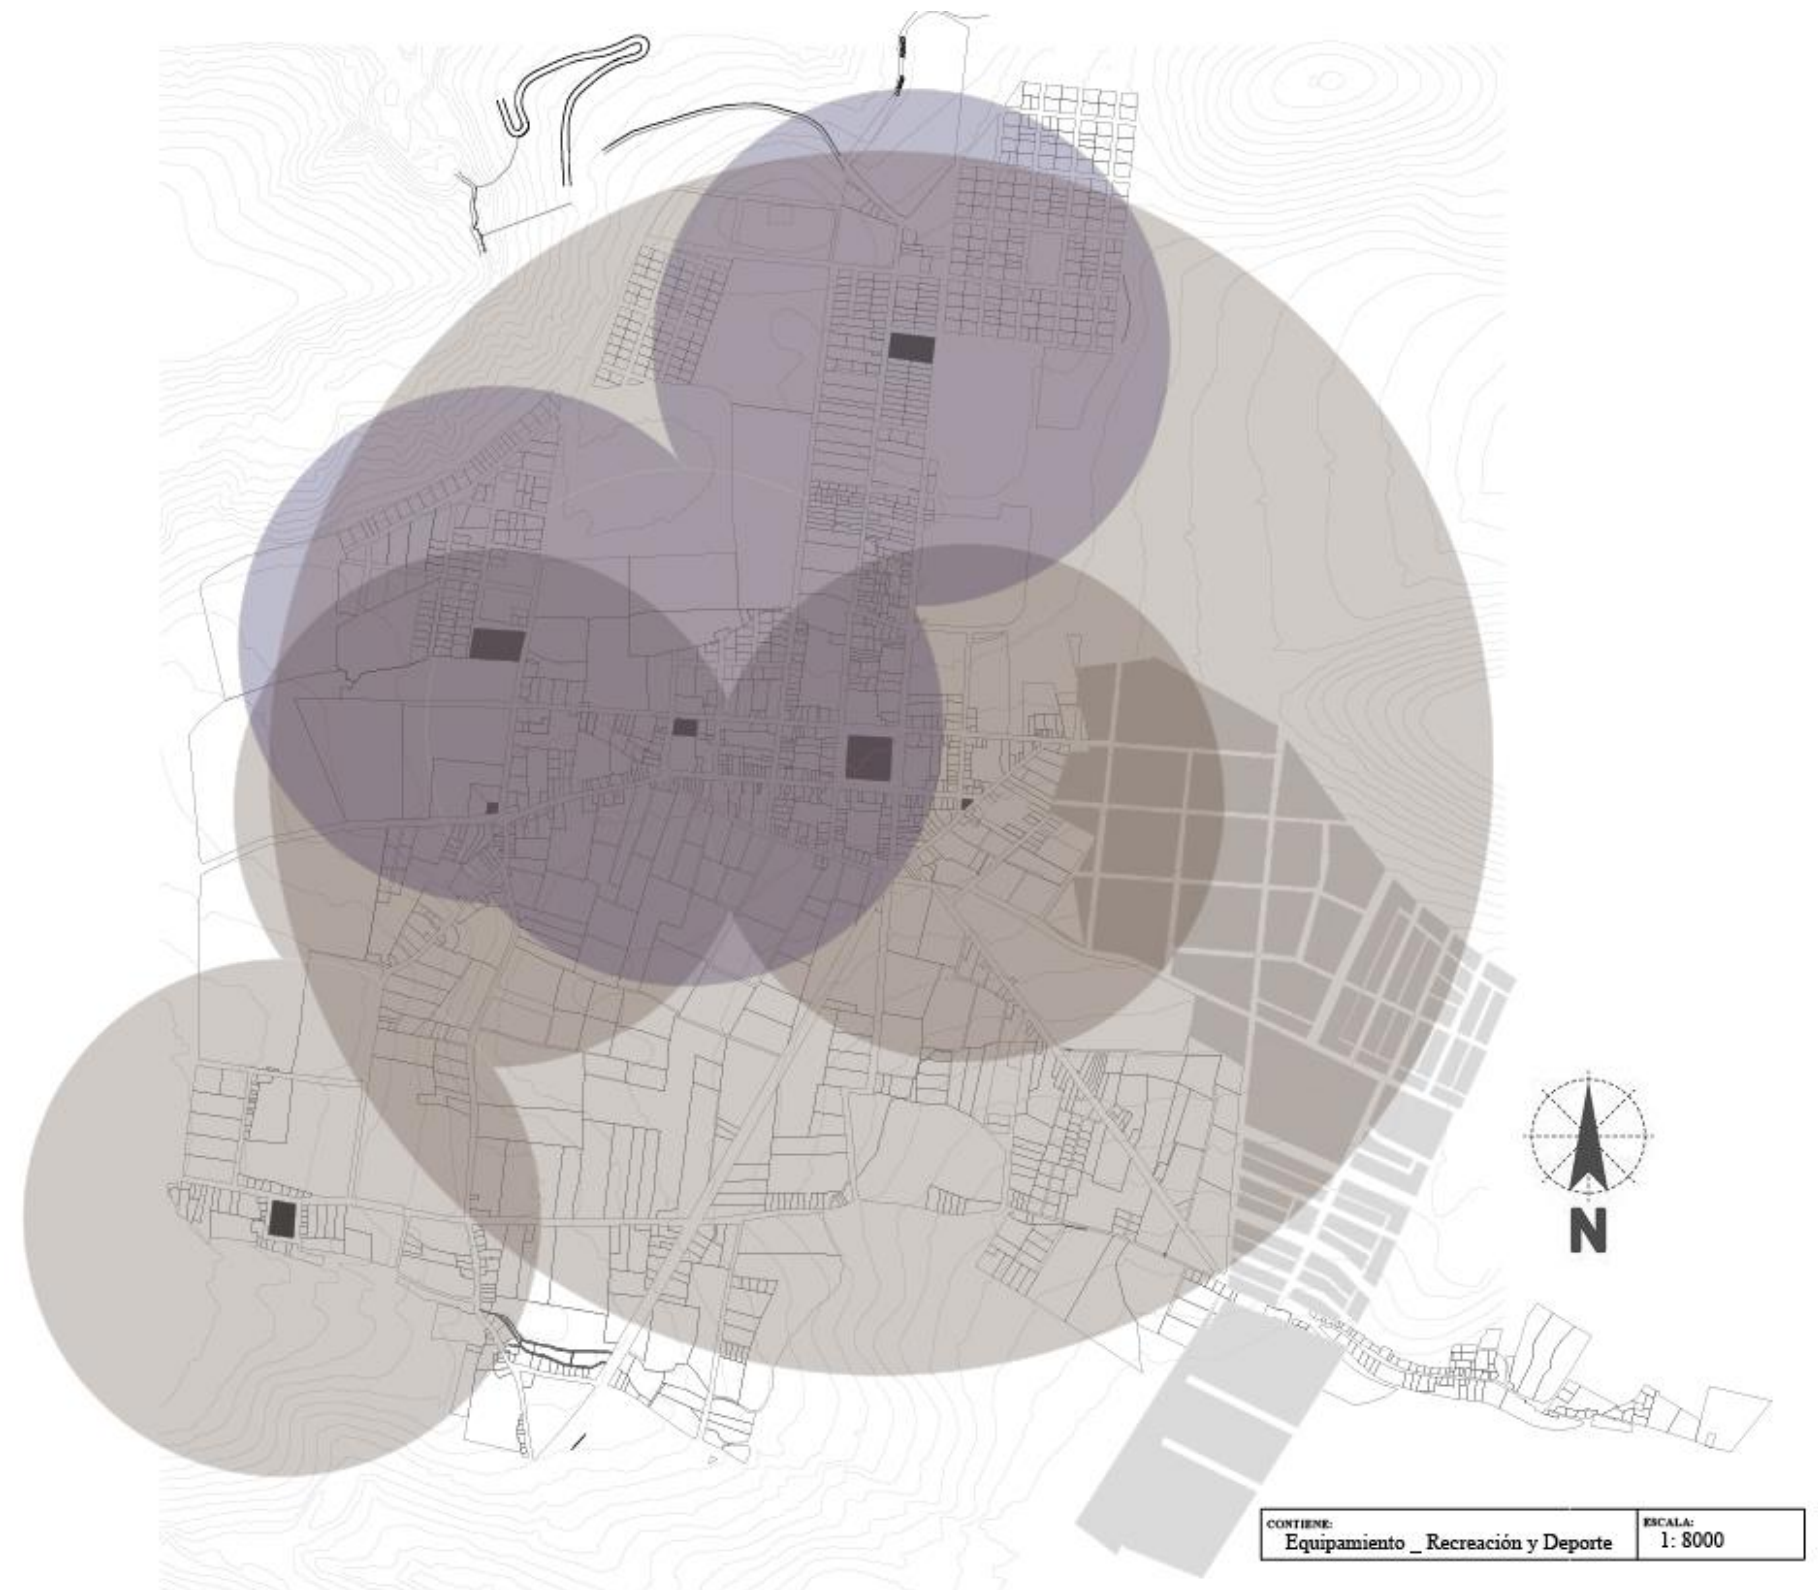 N
CONTIENE:
Equipamiento _ Recreación y Deporte
ESCALA:
1: 8000